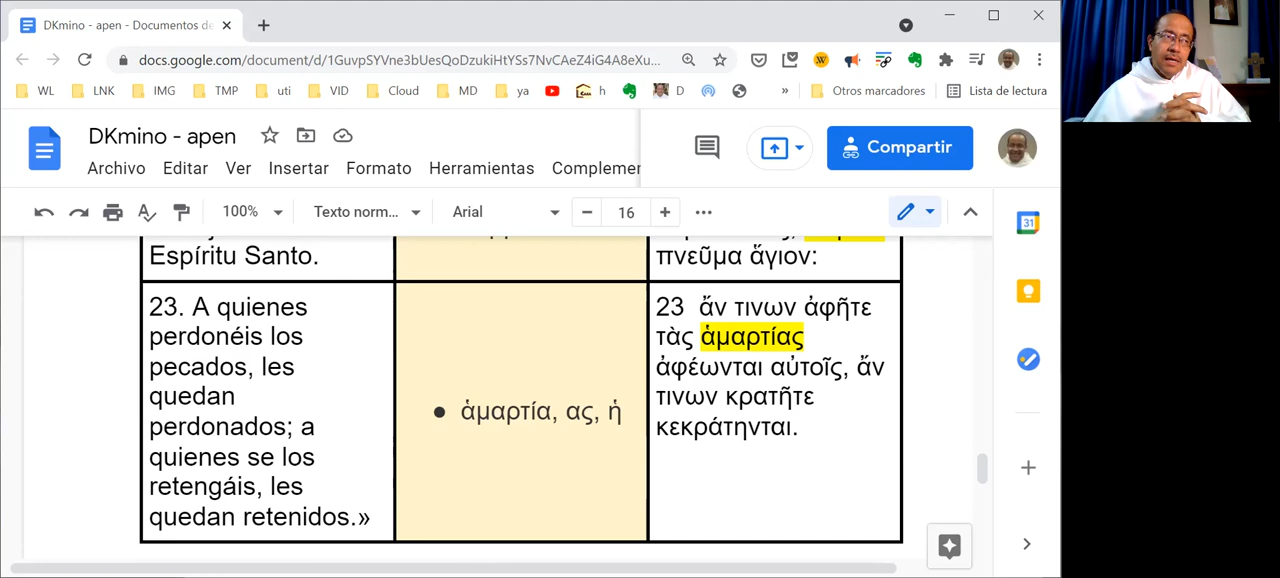 DKmino - apen - Documentos de
docs.google.com/document/d/1GuvpSYVne3bUesQoDzukiHtYSs7NvCAeZ4iG4A8eXu...
WL LNK IMG TMP uti VID Cloud MD ya h D » Otros marcadores Lista de lectura
DKmino - apen
Archivo Editar Ver Insertar Formato Herramientas Complemen
Compartir
100% Texto norm... Arial 16
31
Espíritu Santo.
πνεῦμα ἅγιον:
23. A quienes
perdonéis los
pecados, les
quedan
perdonados; a
quienes se los
retengáis, les
quedan retenidos.»
● ἁμαρτία, ας, ἡ
23 ἄν τινων ἀφῆτε
τὰς ἁμαρτίας
ἀφέωνται αὐτοῖς, ἄν
τινων κρατῆτε
κεκράτηνται.